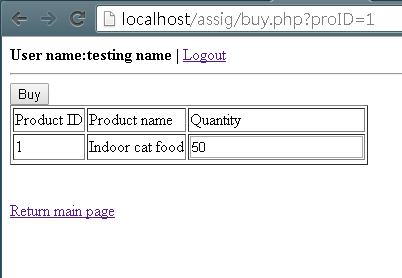 localhost/assig/buy.php?proID=1
User name:testing name | Logout
Buy
Product ID Product name Quantity
1 Indoor cat food 50
Return main page